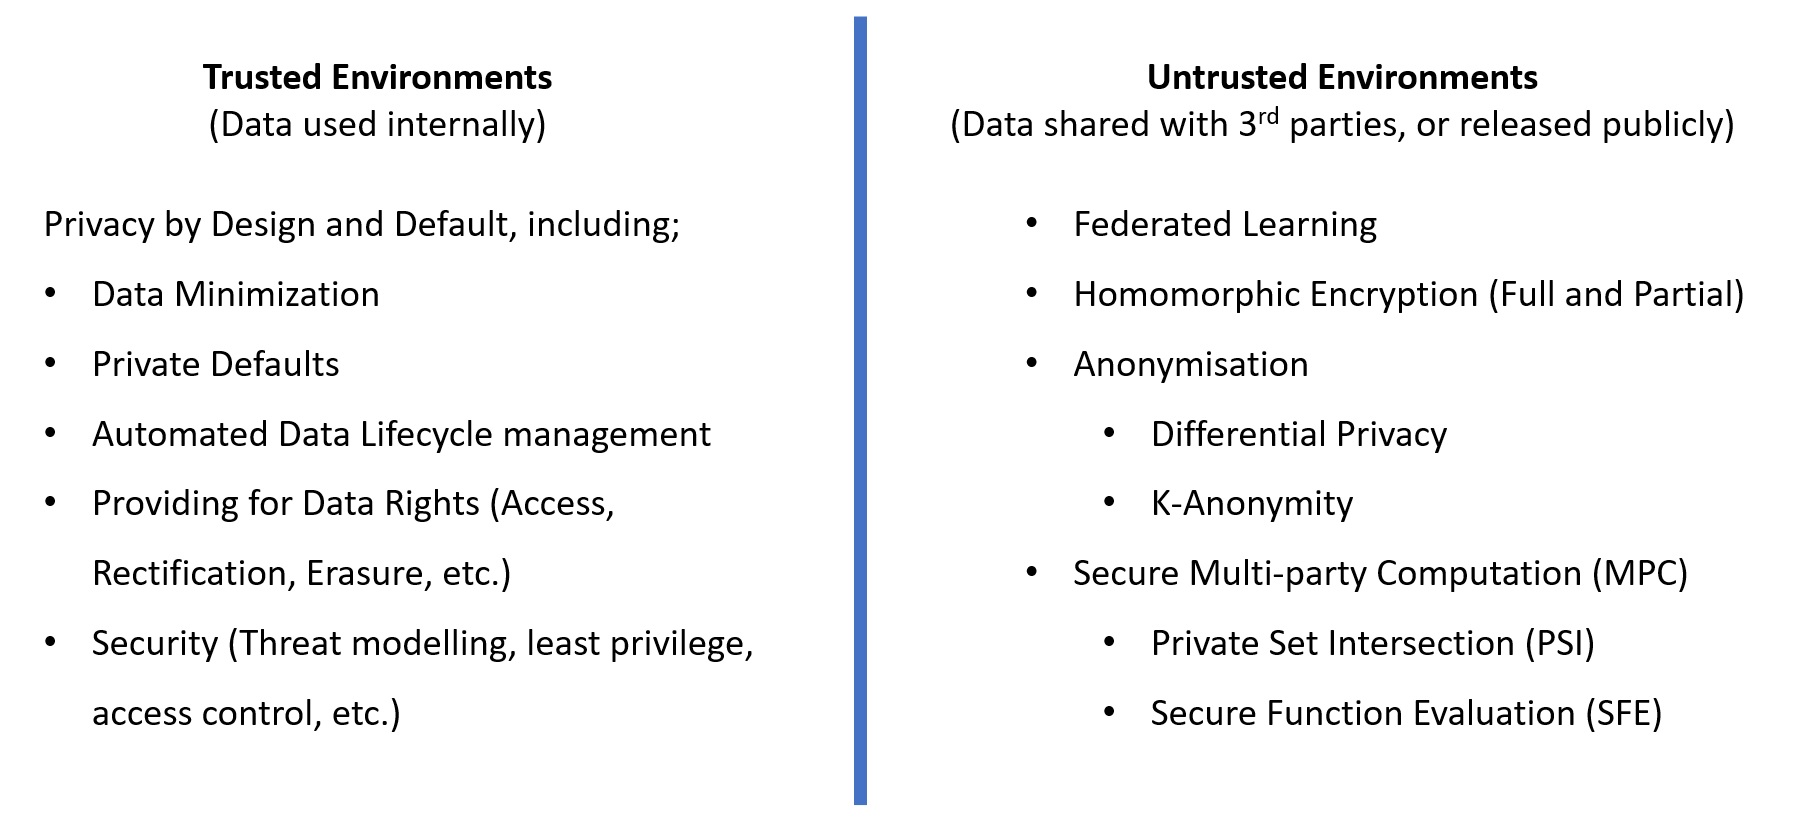 Trusted Environments
(Data used internally)
Privacy by Design and Default, including;
• Data Minimization
• Private Defaults
• Automated Data Lifecycle management
• Providing for Data Rights (Access,
Rectification, Erasure, etc.)
• Security (Threat modelling, least privilege,
access control, etc.)
Untrusted Environments
(Data shared with 3rd parties, or released publicly)
• Federated Learning
• Homomorphic Encryption (Full and Partial)
• Anonymisation
• Differential Privacy
• K-Anonymity
• Secure Multi-party Computation (MPC)
• Private Set Intersection (PSI)
• Secure Function Evaluation (SFE)